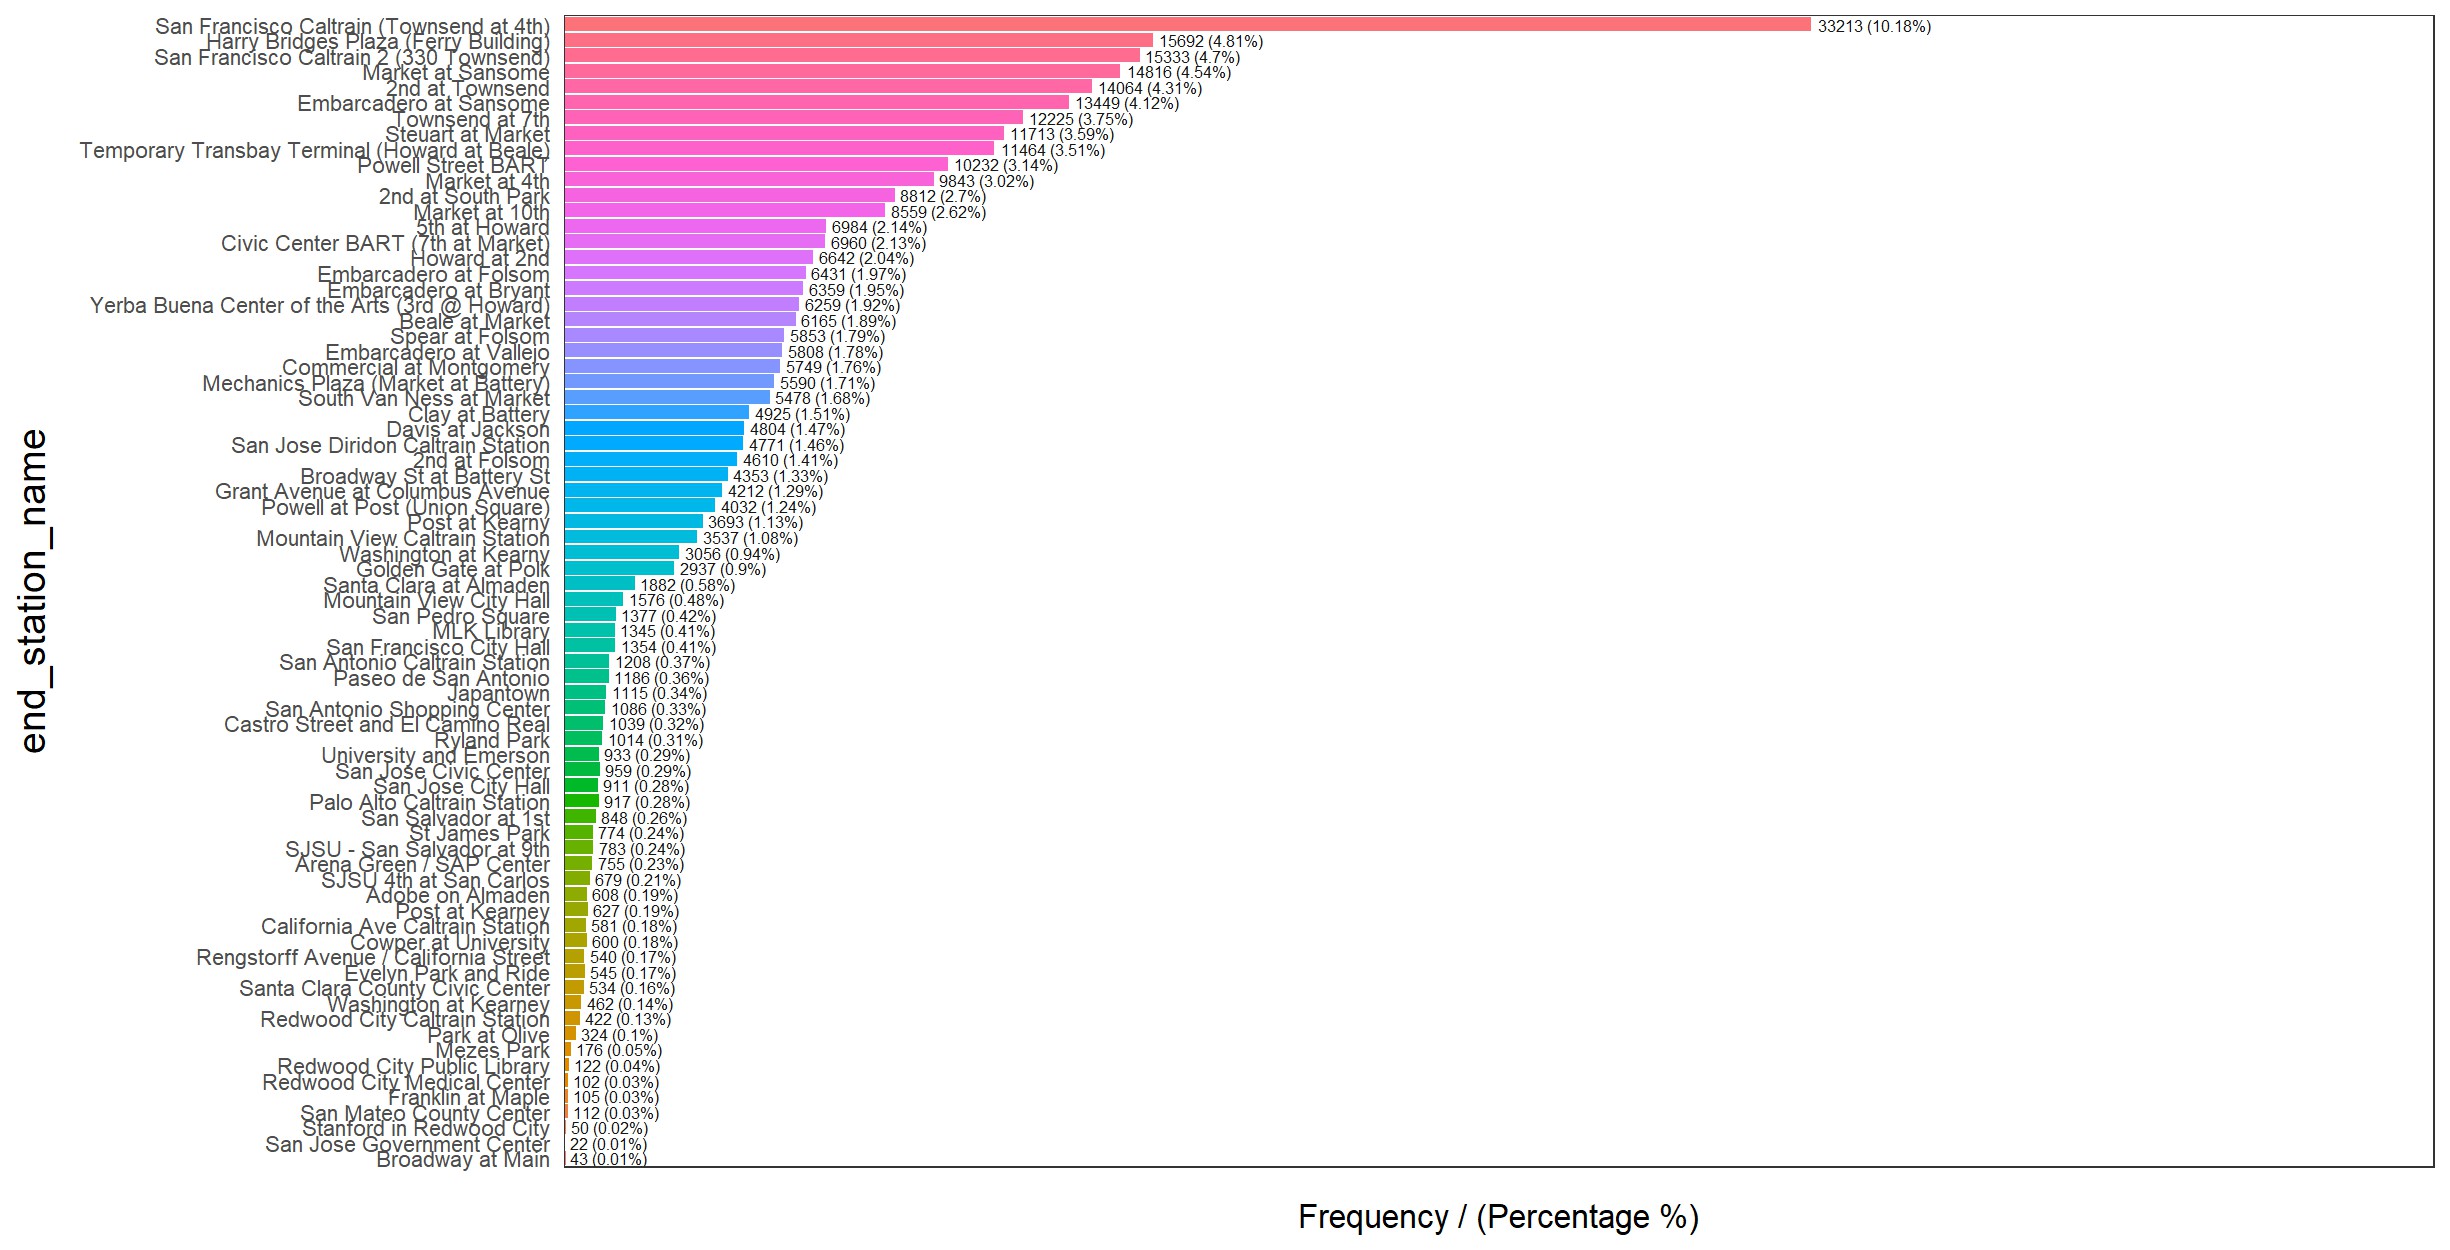 San Francisco Caltrain (Townsend at 4th) 33213 (10.18%)
Harry Bridges Plaza (Ferry Building) 15692 (4.81%)
San Francisco Caltrain 2 (330 Townsend) 15333 (4.7%)
Market at Sansome 14816 (4.54%)
2nd at Townsend 14064 (4.31%)
Embarcadero at Sansome 13449 (4.12%)
Townsend at 7th 12225 (3.75%)
Steuart at Market 11713 (3.59%)
Temporary Transbay Terminal (Howard at Beale) 11464 (3.51%)
Powell Street BART 10232 (3.14%)
Market at 4th 9843 (3.02%)
2nd at South Park 8812 (2.7%)
Market at 10th 8559 (2.62%)
5th at Howard 6984 (2.14%)
Civic Center BART (7th at Market) 6960 (2.13%)
Howard at 2nd 6642 (2.04%)
Embarcadero at Folsom 6431 (1.97%)
Embarcadero at Bryant 6359 (1.95%)
Yerba Buena Center of the Arts (3rd @ Howard) 6259 (1.92%)
Beale at Market 6165 (1.89%)
Spear at Folsom 5853 (1.79%)
Embarcadero at Vallejo 5808 (1.78%)
Commercial at Montgomery 5749 (1.76%)
Mechanics Plaza (Market at Battery) 5590 (1.71%)
South Van Ness at Market 5478 (1.68%)
Clay at Battery 4925 (1.51%)
Davis at Jackson 4804 (1.47%)
San Jose Diridon Caltrain Station 4771 (1.46%)
2nd at Folsom 4610 (1.41%)
Broadway St at Battery St 4353 (1.33%)
Grant Avenue at Columbus Avenue 4212 (1.29%)
Powell at Post (Union Square) 4032 (1.24%)
Post at Kearny 3693 (1.13%)
Mountain View Caltrain Station 3537 (1.08%)
Washington at Kearny 3056 (0.94%)
Golden Gate at Polk 2937 (0.9%)
Santa Clara at Almaden 1882 (0.58%)
Mountain View City Hall 1576 (0.48%)
San Pedro Square 1377 (0.42%)
MLK Library 1345 (0.41%)
San Francisco City Hall 1354 (0.41%)
San Antonio Caltrain Station 1208 (0.37%)
Paseo de San Antonio 1186 (0.36%)
Japantown 1115 (0.34%)
San Antonio Shopping Center 1086 (0.33%)
Castro Street and El Camino Real 1039 (0.32%)
Ryland Park 1014 (0.31%)
University and Emerson 933 (0.29%)
San Jose Civic Center 959 (0.29%)
San Jose City Hall 911 (0.28%)
Palo Alto Caltrain Station 917 (0.28%)
San Salvador at 1st 848 (0.26%)
St James Park 774 (0.24%)
SJSU - San Salvador at 9th 783 (0.24%)
Arena Green / SAP Center 755 (0.23%)
SJSU 4th at San Carlos 679 (0.21%)
Adobe on Almaden 608 (0.19%)
Post at Kearney 627 (0.19%)
California Ave Caltrain Station 581 (0.18%)
Cowper at University 600 (0.18%)
Rengstorff Avenue / California Street 540 (0.17%)
Evelyn Park and Ride 545 (0.17%)
Santa Clara County Civic Center 534 (0.16%)
Washington at Kearney 462 (0.14%)
Redwood City Caltrain Station 422 (0.13%)
Park at Olive 324 (0.1%)
Mezes Park 176 (0.05%)
Redwood City Public Library 122 (0.04%)
Redwood City Medical Center 102 (0.03%)
Franklin at Maple 105 (0.03%)
San Mateo County Center 112 (0.03%)
Stanford in Redwood City 50 (0.02%)
San Jose Government Center 22 (0.01%)
Broadway at Main 43 (0.01%)
end_station_name
Frequency / (Percentage %)